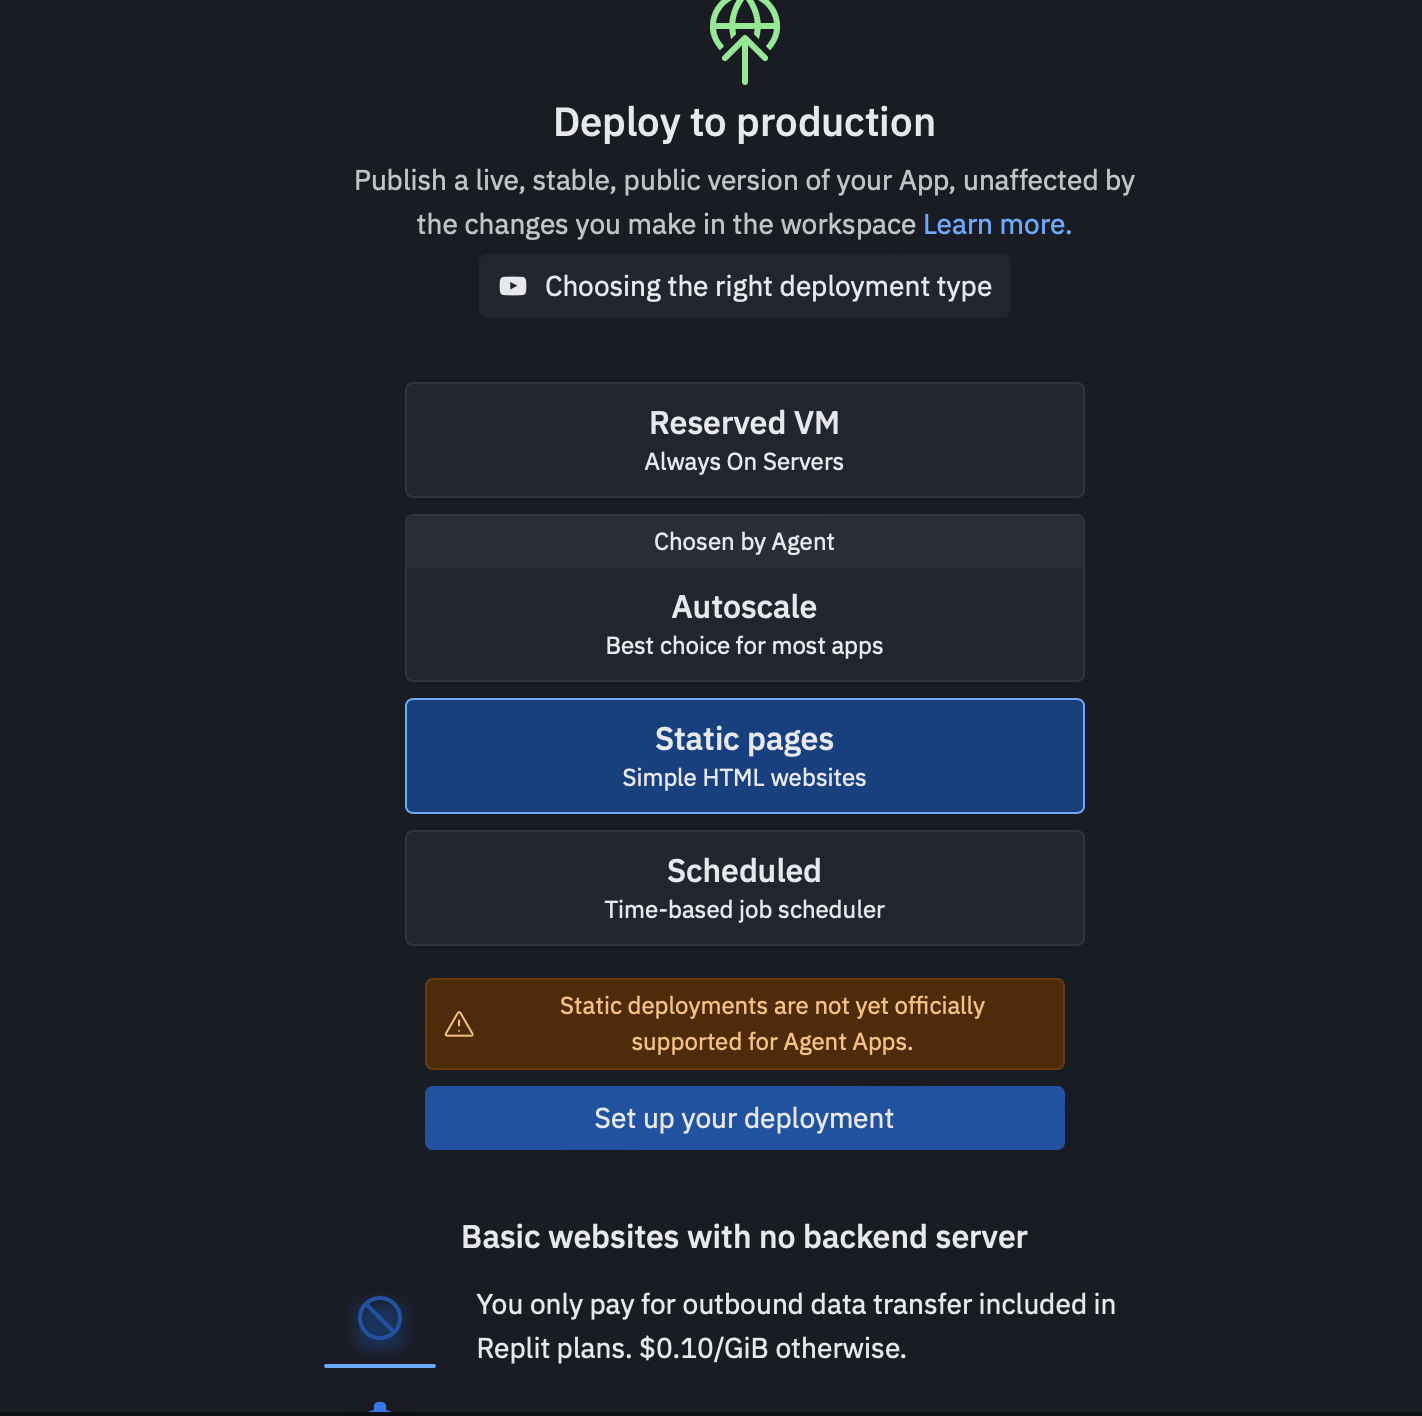 Deploy to production
Publish a live, stable, public version of your App, unaffected by
the changes you make in the workspace Learn more.
Choosing the right deployment type
Reserved VM
Always On Servers
Chosen by Agent
Autoscale
Best choice for most apps
Static pages
Simple HTML websites
Scheduled
Time-based job scheduler
Static deployments are not yet officially
supported for Agent Apps.
Set up your deployment
Basic websites with no backend server
You only pay for outbound data transfer included in
Replit plans. $0.10/GiB otherwise.